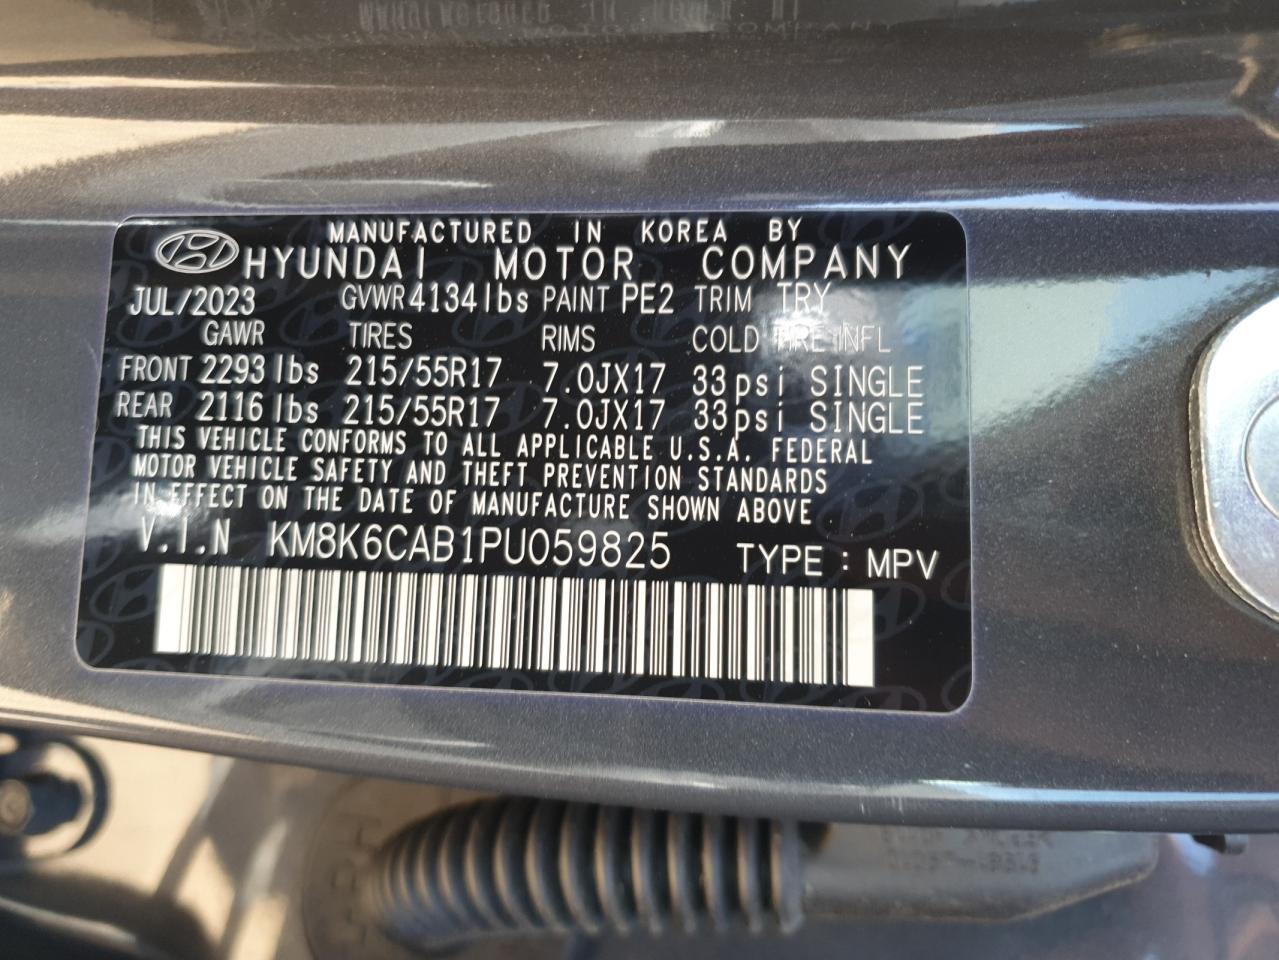 MANUFACTURED IN KOREA BY
HYUNDAI MOTOR COMPANY
JUL/2023 GVWR 4134 lbs PAINT PE2 TRIM TRY
GAWR TIRES RIMS COLD TIRE INFL
FRONT 2293 lbs 215/55R17 7.0JX17 33psi SINGLE
REAR 2116 lbs 215/55R17 7.0JX17 33psi SINGLE
THIS VEHICLE CONFORMS TO ALL APPLICABLE U.S.A. FEDERAL
MOTOR VEHICLE SAFETY AND THEFT PREVENTION STANDARDS
IN EFFECT ON THE DATE OF MANUFACTURE SHOWN ABOVE
V.I.N KM8K6CAB1PU059825 TYPE : MPV